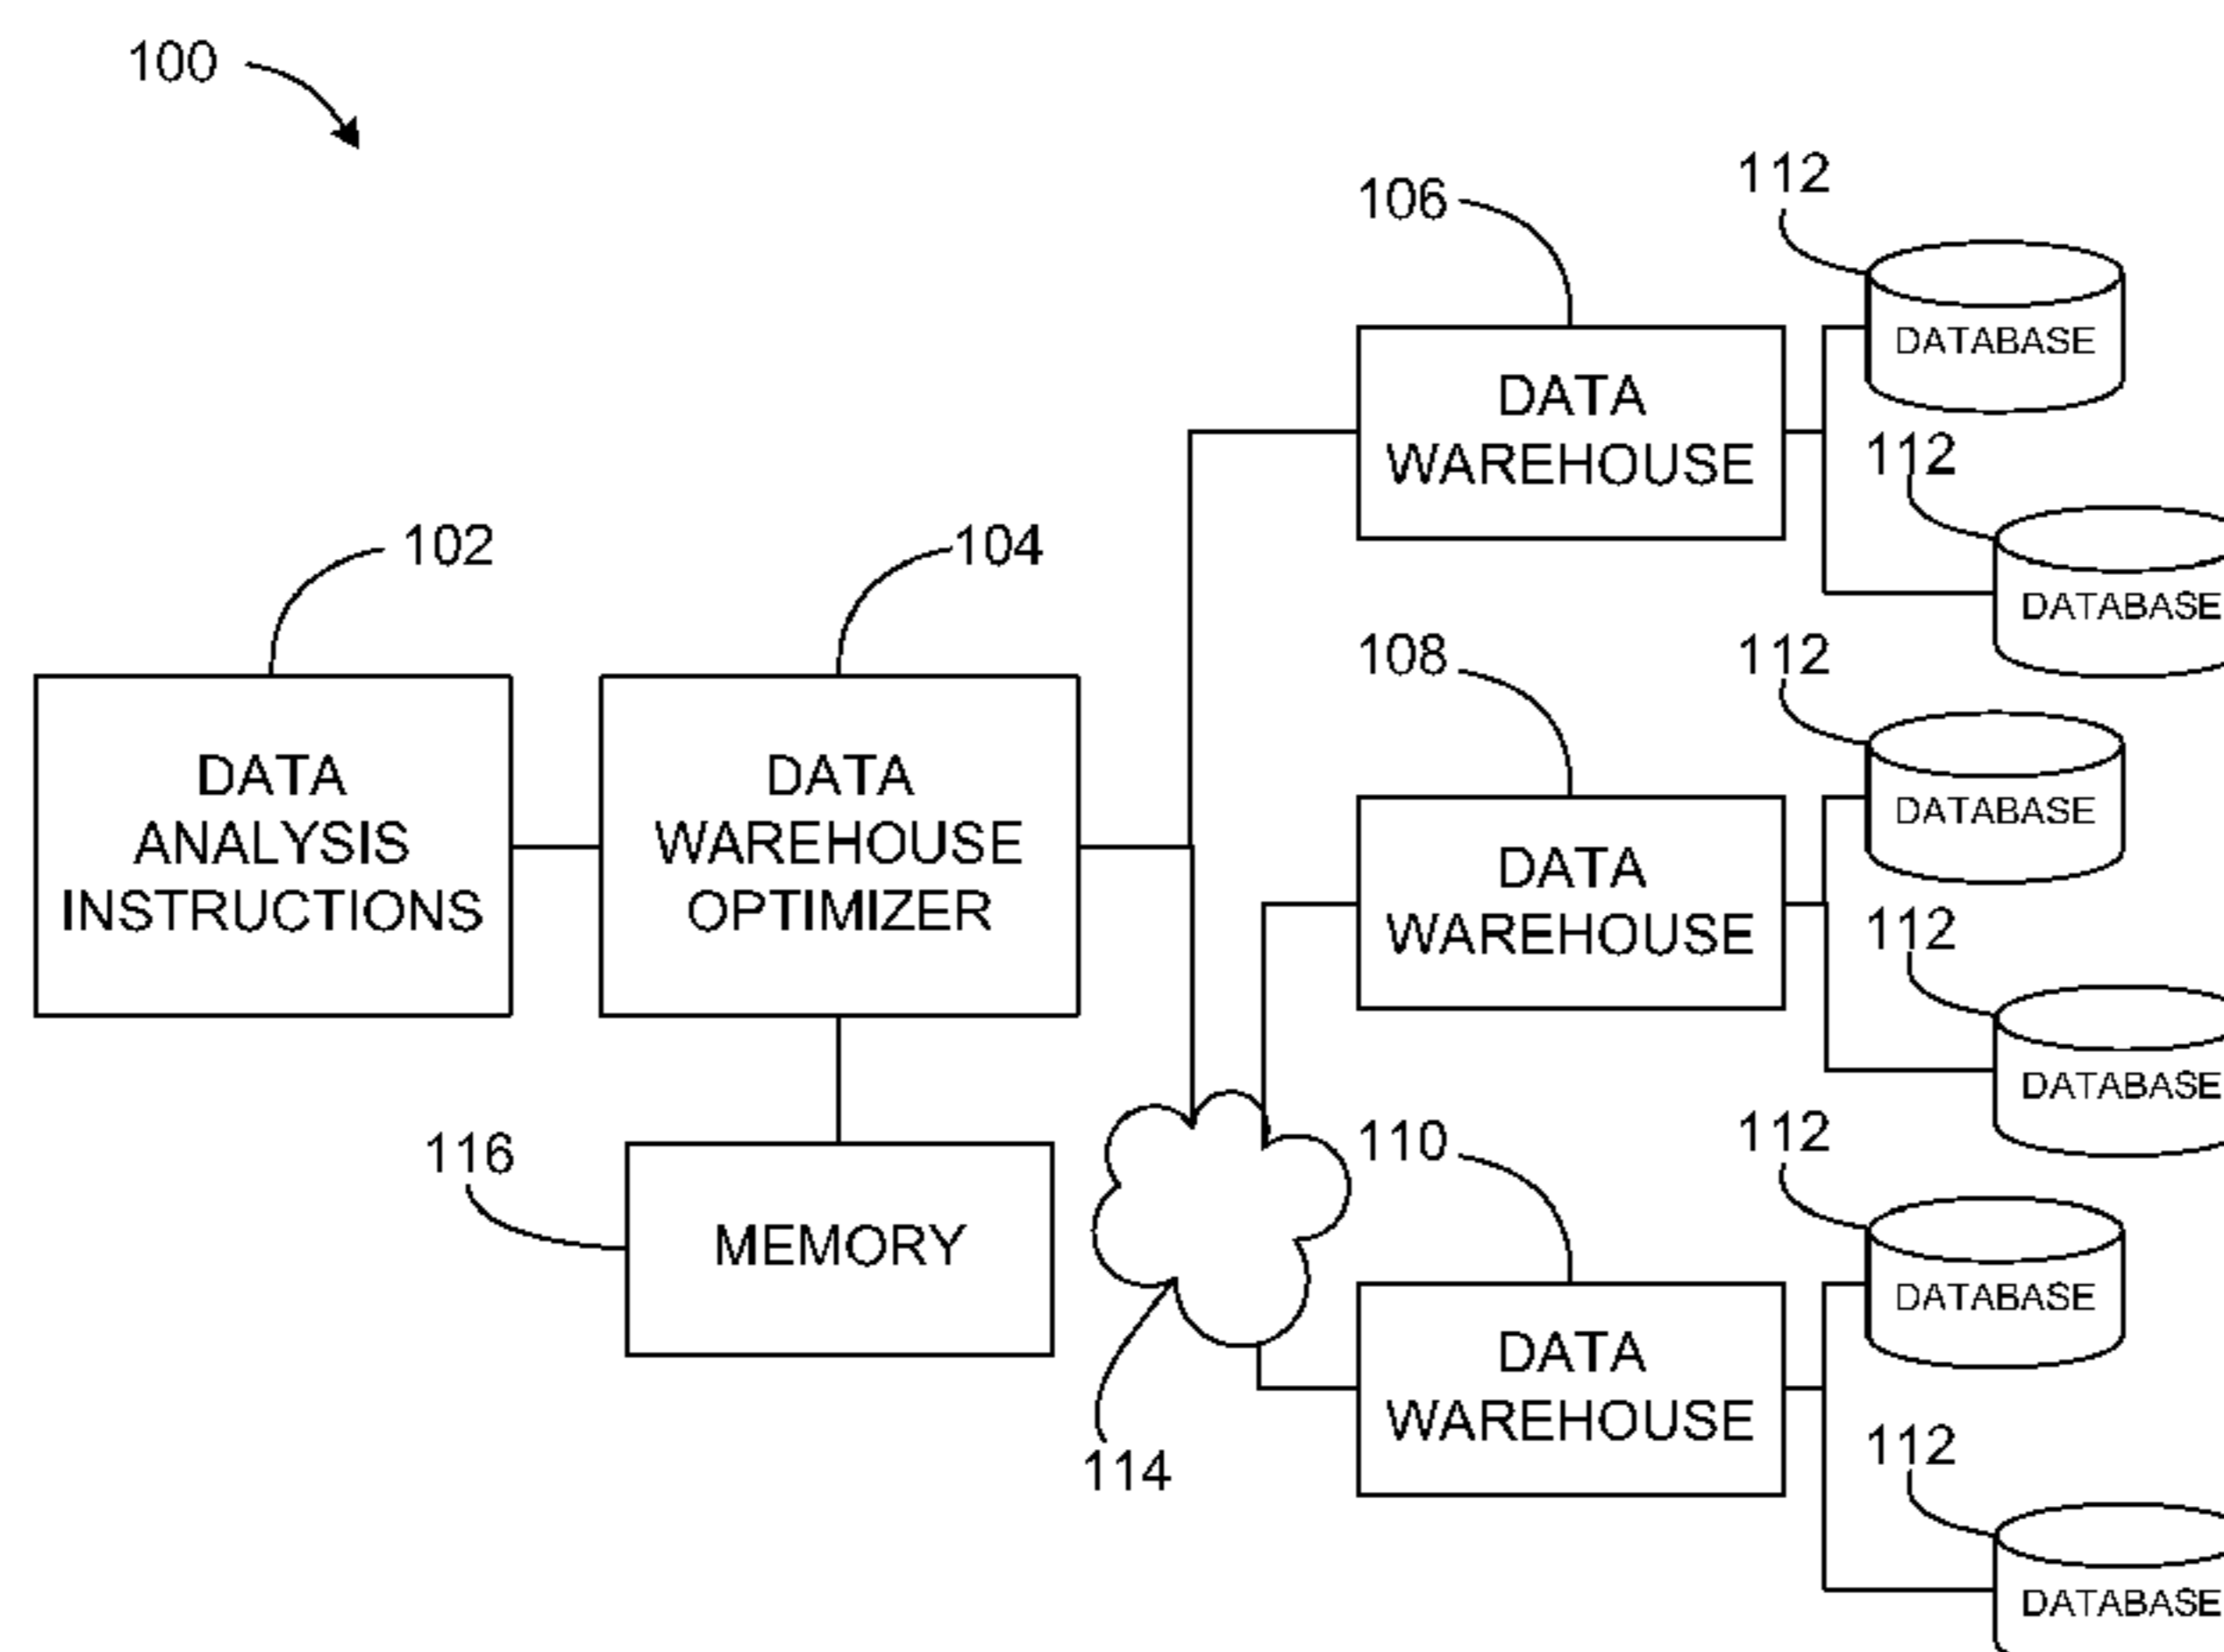 100
112
106
DATABASE
DATA
WAREHOUSE
112
102
104
DATABASE
108
112
DATA
ANALYSIS
INSTRUCTIONS
DATA
WAREHOUSE
OPTIMIZER
DATABASE
DATA
WAREHOUSE
112
DATABASE
116
MEMORY
110
112
DATABASE
DATA
WAREHOUSE
114
112
DATABASE